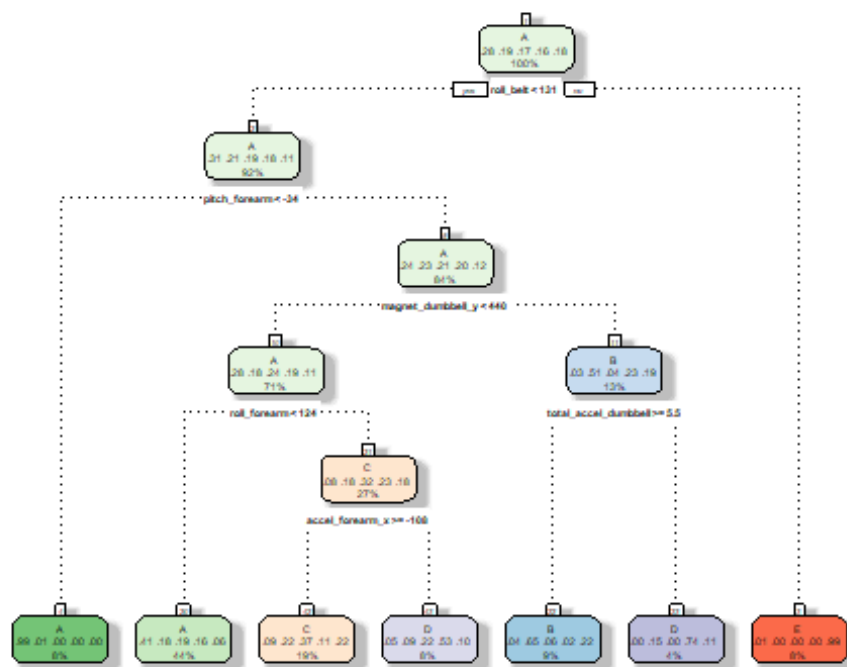 A
.28 .19 .17 .16 .18
100%
yes roll_belt < 131 no
A
.31 .21 .19 .18 .11
92%
pitch_forearm < -34
A
.24 .23 .21 .20 .12
84%
magnet_dumbbell_y < 440
A
.28 .18 .24 .19 .11
71%
B
.03 .51 .04 .23 .19
13%
roll_forearm < 124
total_accel_dumbbell >= 5.5
C
.08 .18 .32 .23 .18
27%
accel_forearm_x >= -108
A
.99 .01 .00 .00 .00
8%
A
.41 .18 .19 .16 .06
44%
C
.09 .22 .37 .11 .22
19%
D
.05 .09 .22 .53 .10
8%
B
.04 .65 .06 .02 .22
9%
D
.00 .15 .00 .74 .11
4%
E
.01 .00 .00 .00 .99
8%